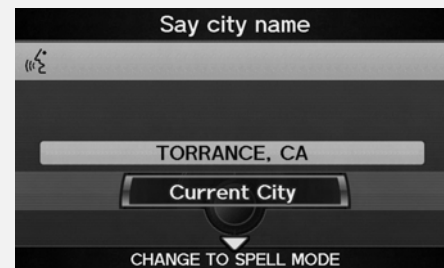 Say city name
TORRANCE, CA
Current City
CHANGE TO SPELL MODE